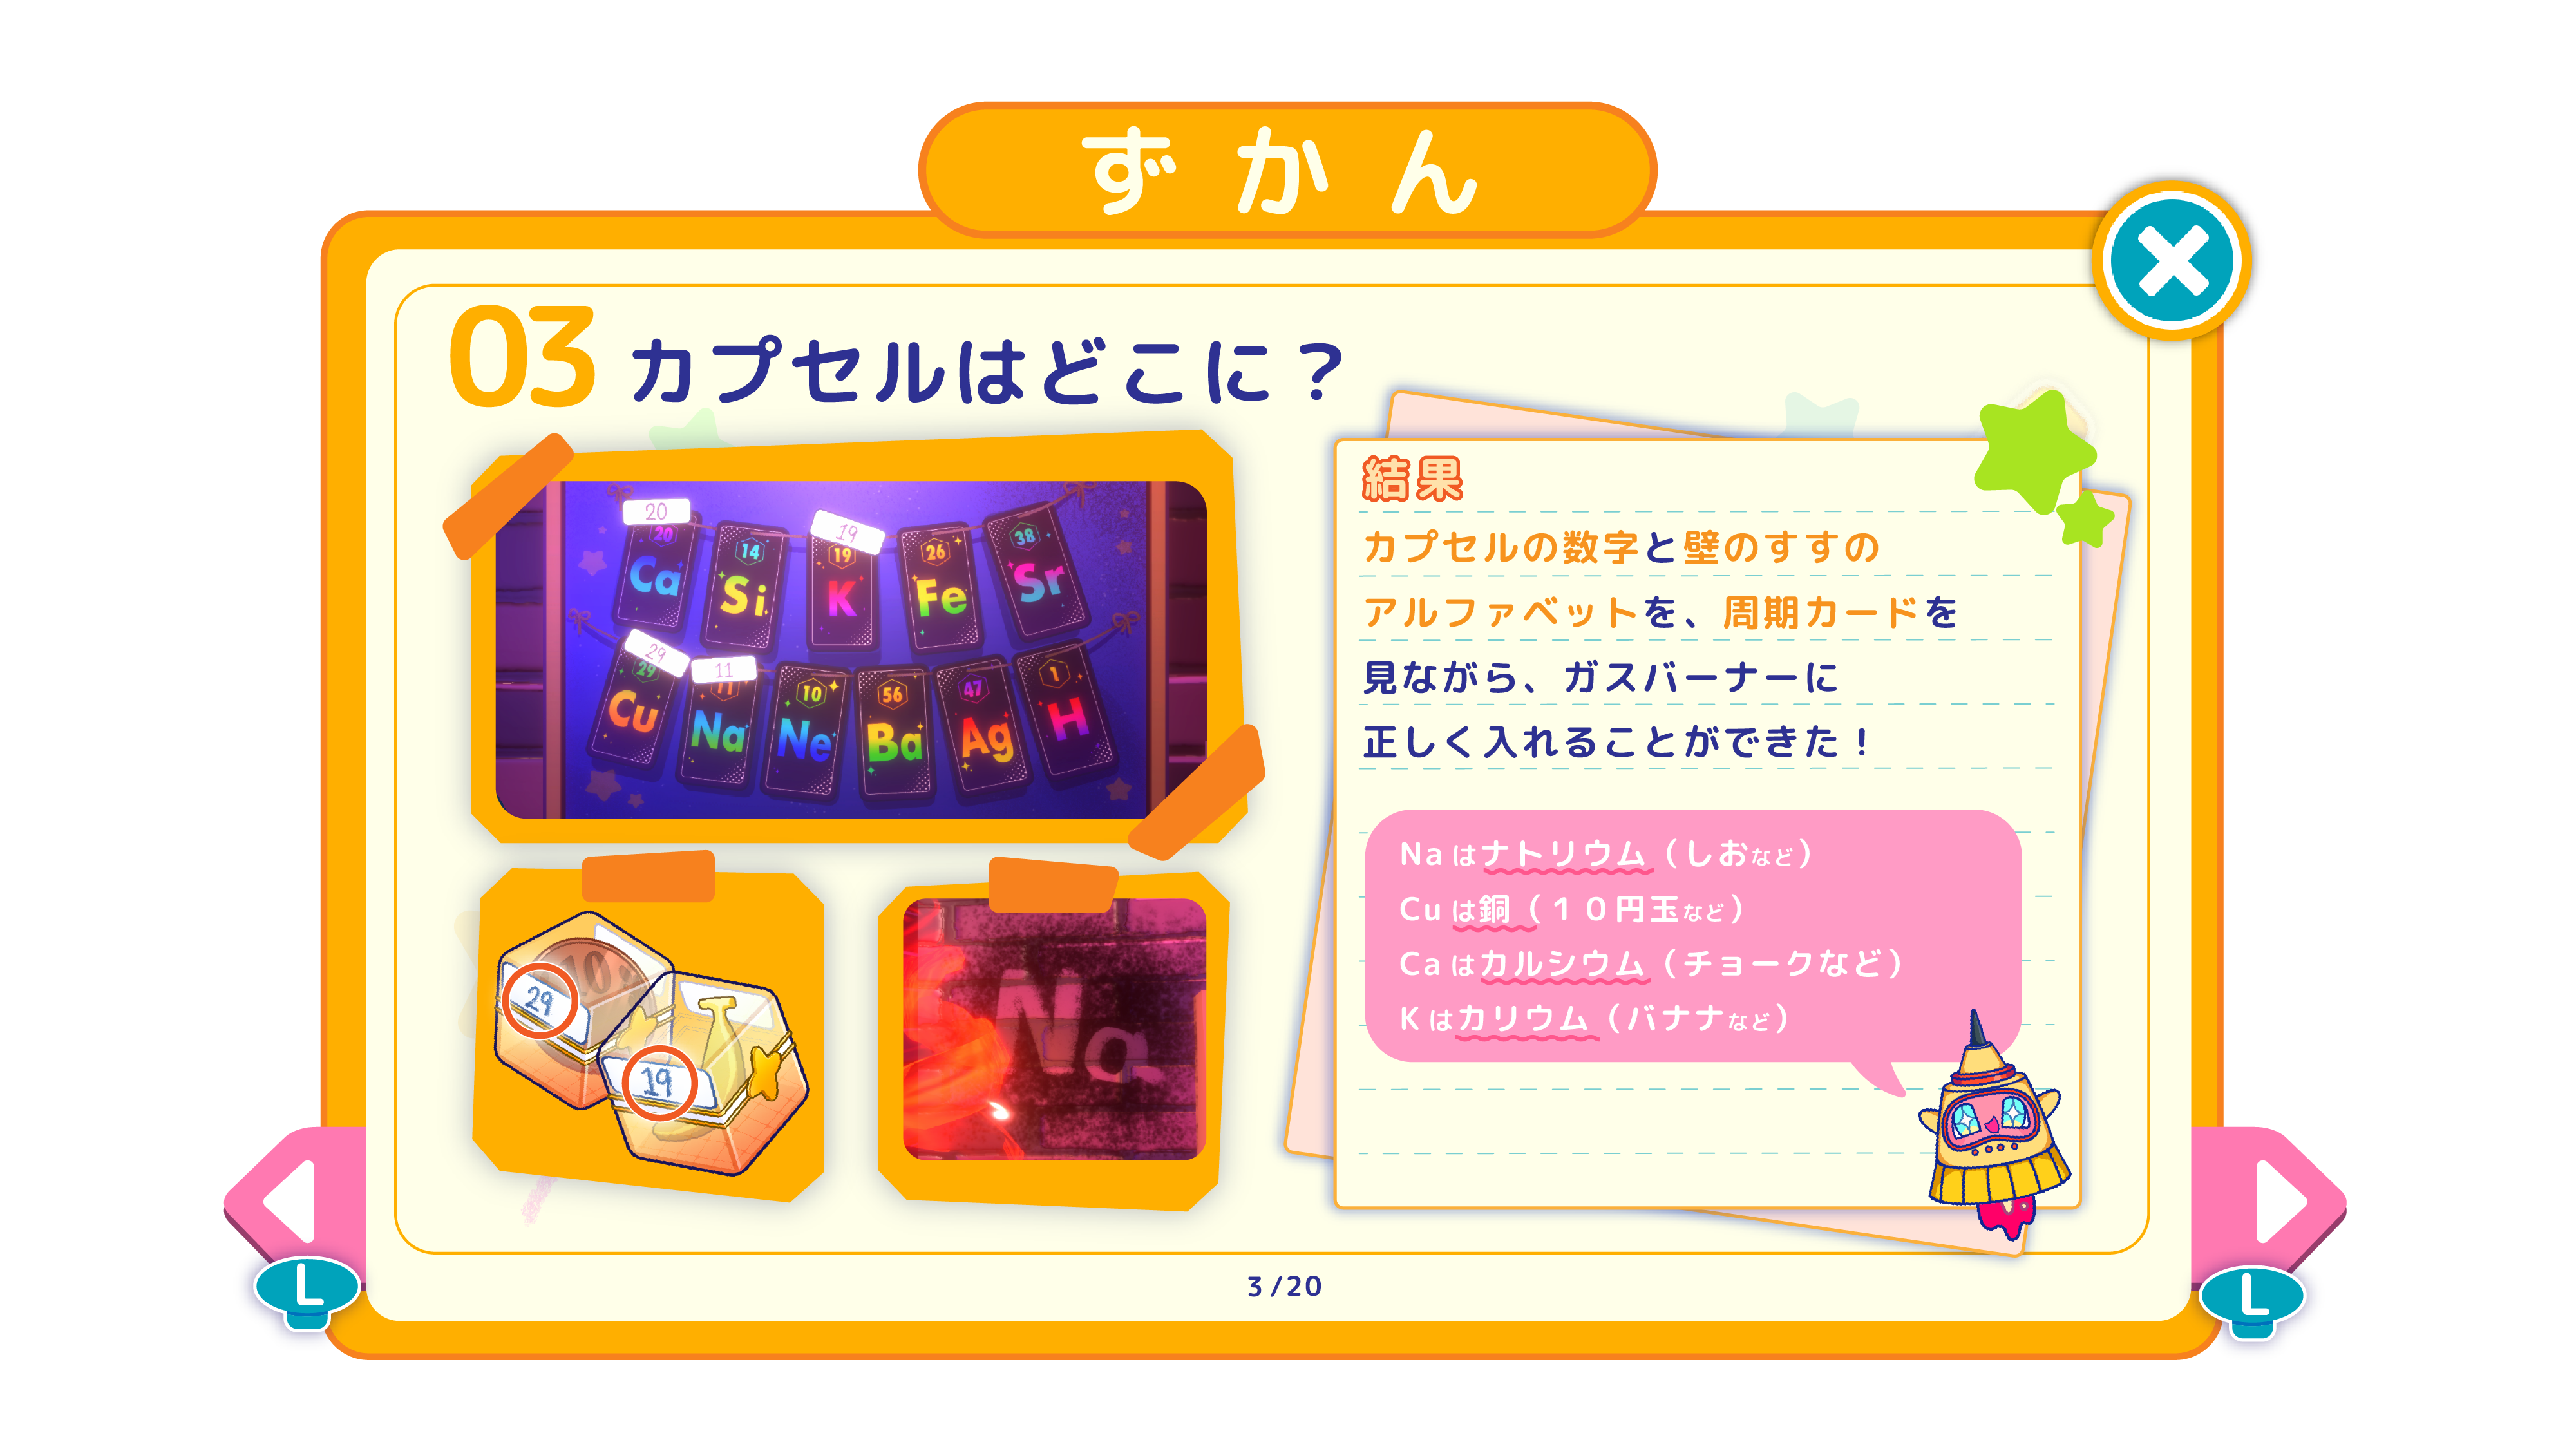 ずかん
03 カプセルはどこに？
20
20
Ca
14
Si
19
19
K
26
Fe
38
Sr
29
29
Cu
11
11
Na
10
Ne
56
Ba
47
Ag
1
H
10
29
19
Na
結果
カプセルの数字と壁のすすの
アルファベットを、周期カードを
見ながら、ガスバーナーに
正しく入れることができた！
Naはナトリウム（しおなど）
Cuは銅（１０円玉など）
Caはカルシウム（チョークなど）
Kはカリウム（バナナなど）
L
3/20
L